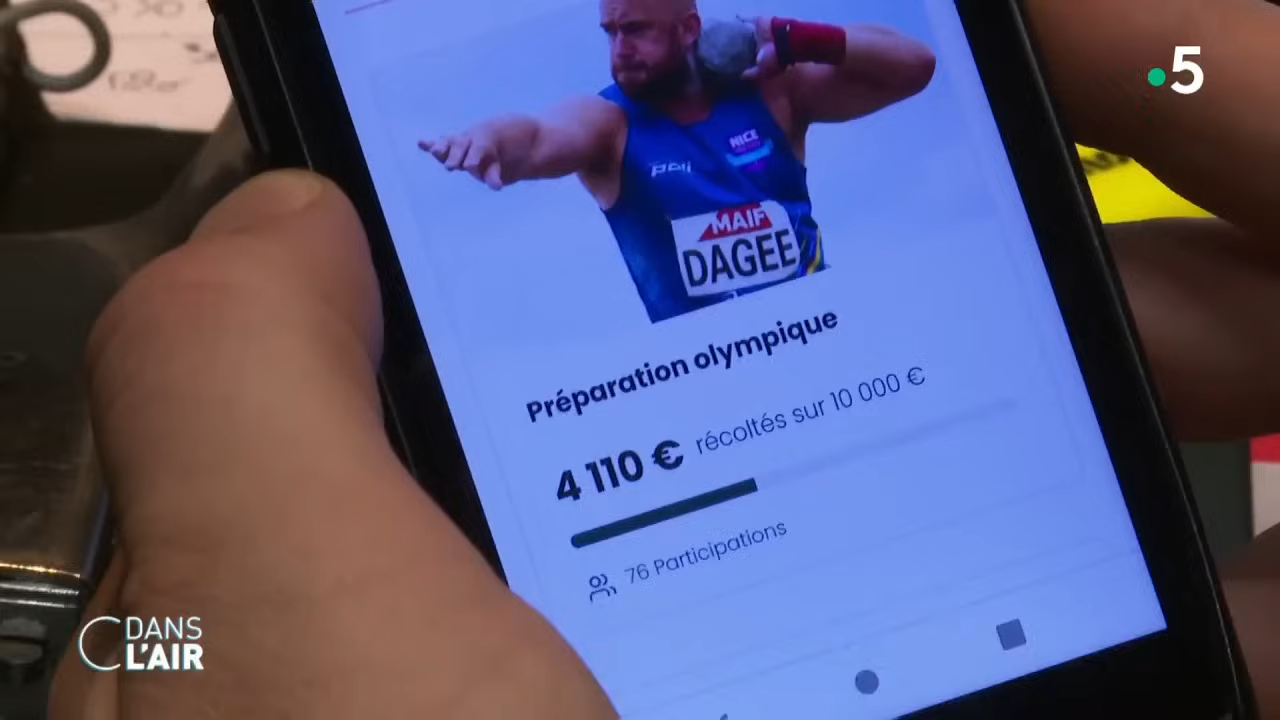 5
NICE
MAIF
DAGEE
Préparation olympique
4 110 € récoltés sur 10 000 €
76 Participations
C DANS
L'AIR